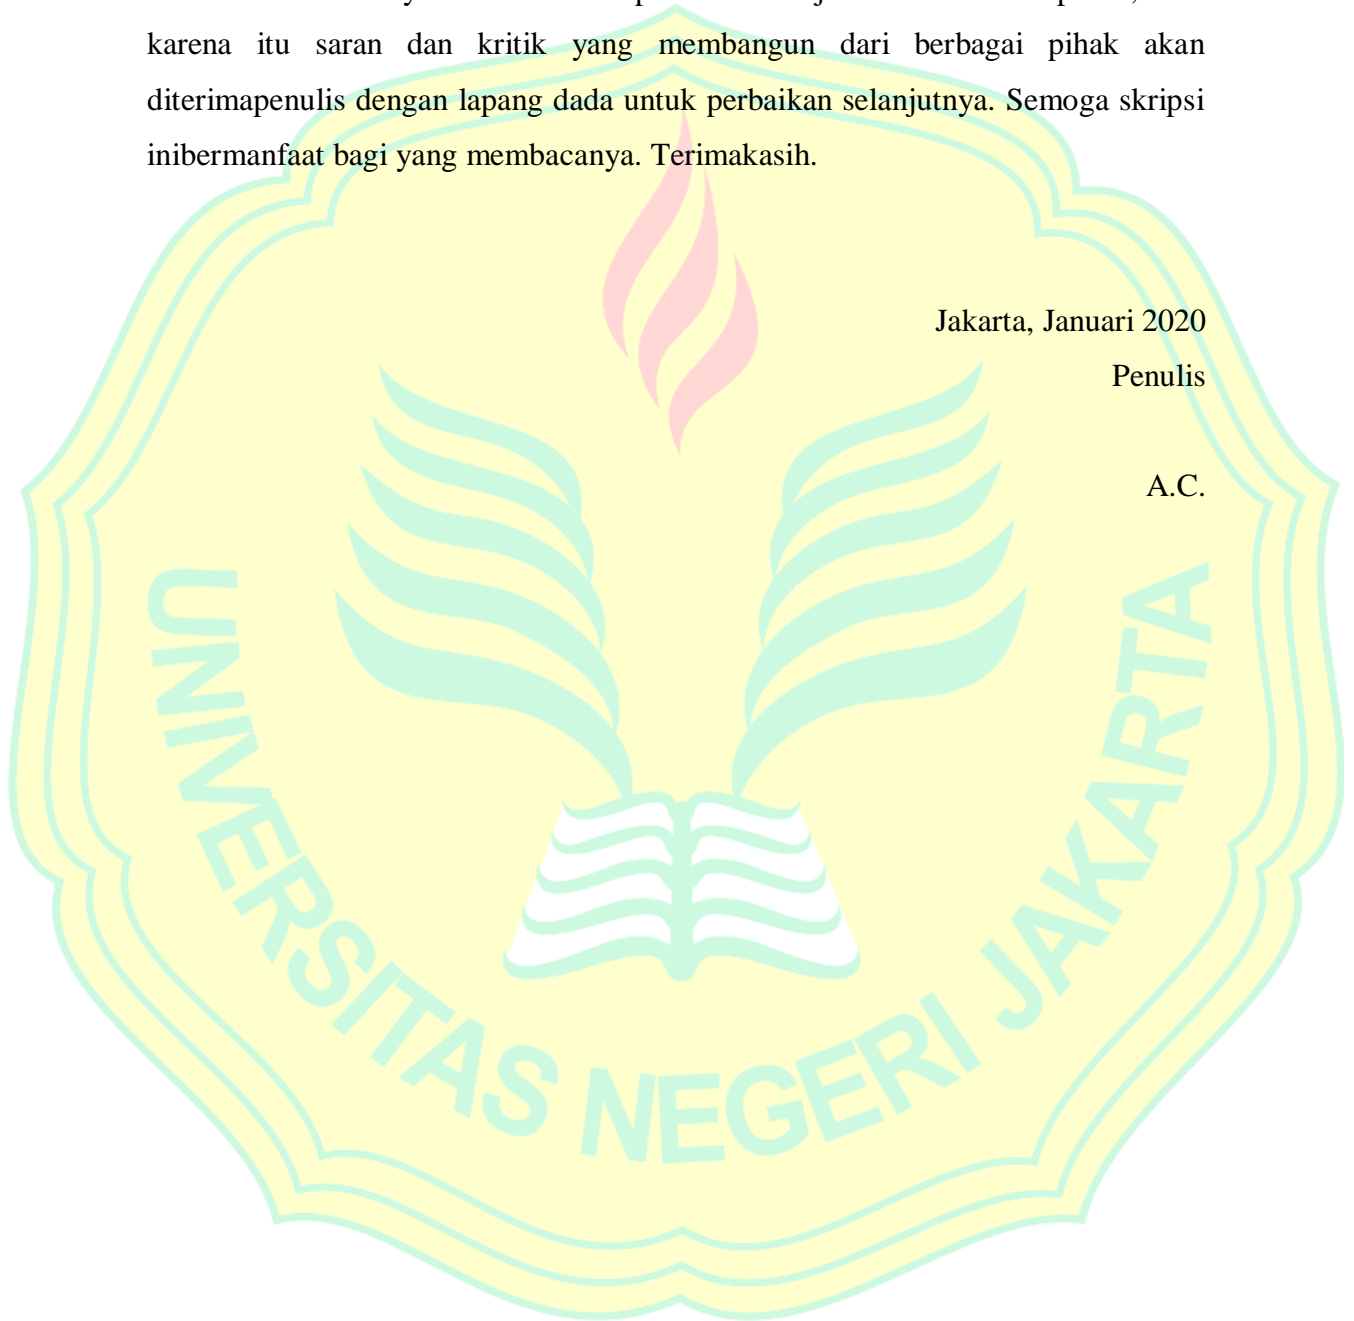 karena itu saran dan kritik yang membangun dari berbagai pihak akan
diterimapenulis dengan lapang dada untuk perbaikan selanjutnya. Semoga skripsi
inibermanfaat bagi yang membacanya. Terimakasih.
Jakarta, Januari 2020
Penulis
A.C.
UNIVERSITAS NEGERI JAKARTA